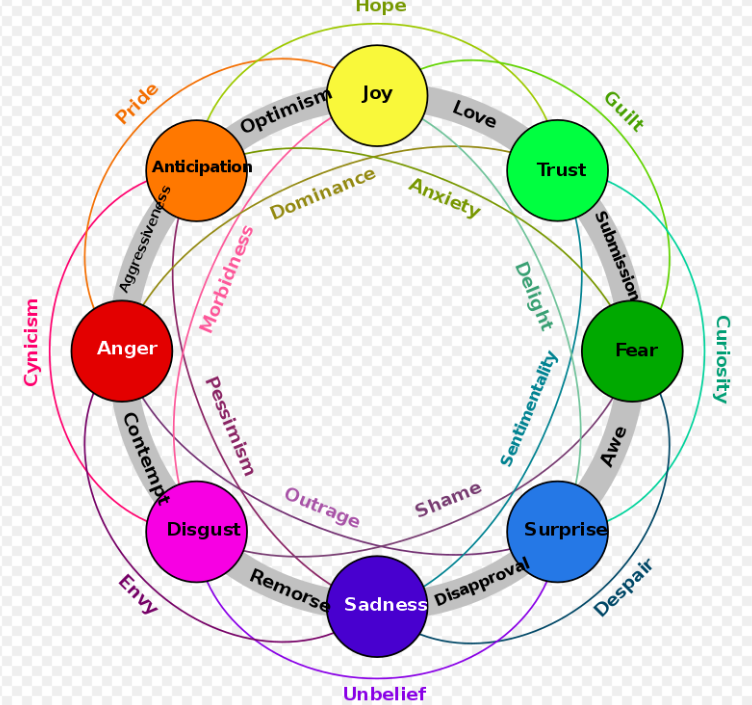 Hope
Pride
Joy
Guilt
Optimism
Love
Anticipation
Trust
Dominance
Anxiety
Aggressiveness
Submission
Morbidness
Delight
Cynicism
Anger
Fear
Curiosity
Pessimism
Sentimentality
Contempt
Awe
Outrage
Shame
Disgust
Surprise
Envy
Remorse
Sadness
Disapproval
Despair
Unbelief